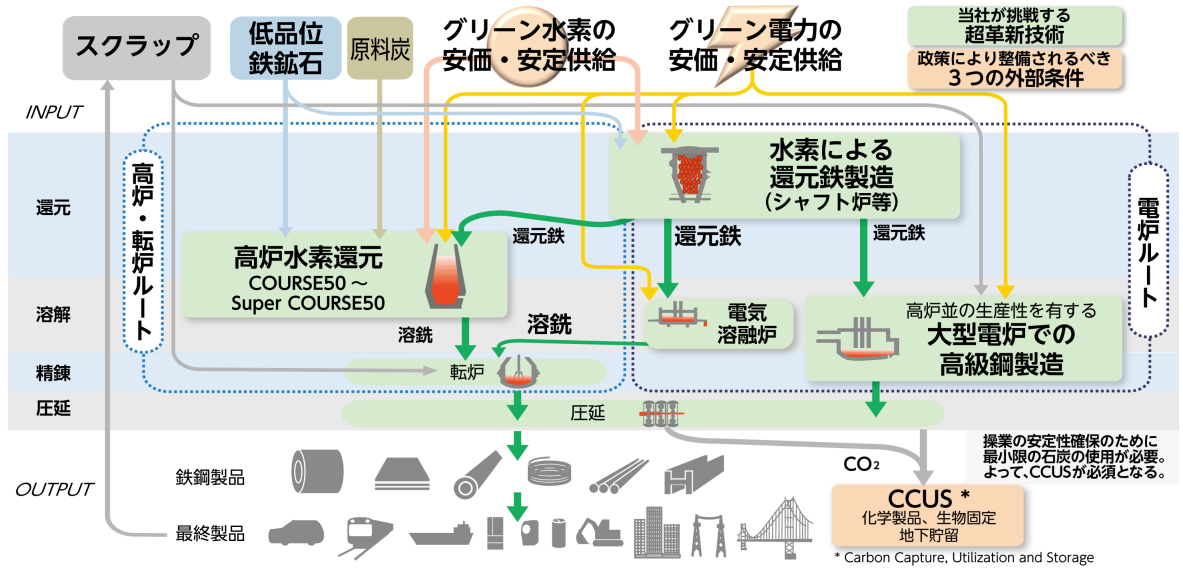 スクラップ
低品位
鉄鉱石
原料炭
グリーン水素の
安価・安定供給
グリーン電力の
安価・安定供給
当社が挑戦する
超革新技術
政策により整備されるべき
３つの外部条件
INPUT
高炉・転炉ルート
電炉ルート
水素による
還元鉄製造
（シャフト炉等）
還元
還元鉄
還元鉄
還元鉄
高炉水素還元
COURSE50～
Super COURSE50
溶解
溶銑
溶銑
電気
溶融炉
高炉並の生産性を有する
大型電炉での
高級鋼製造
精錬
転炉
圧延
圧延
操業の安定性確保のために
最小限の石炭の使用が必要。
よって、CCUSが必須となる。
CO2
OUTPUT
鉄鋼製品
最終製品
CCUS *
化学製品、生物固定
地下貯留
* Carbon Capture, Utilization and Storage